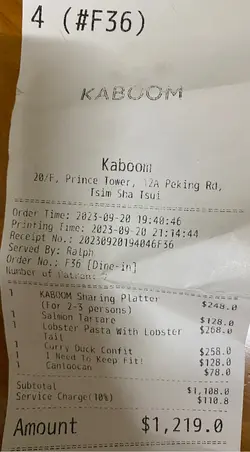 4 (#F36)
KABOOM
Kaboom
20/F, Prince Tower, 12A Peking Rd,
Tsim Sha Tsui
Order Time: 2023-09-20 19:40:46
Printing Time: 2023-09-20 21:14:44
Receipt No.: 20230920194046F36
Served By: Ralph
Order No.: F36 [Dine-in]
Number of
1 KABOOM Sharing Platter $248.0
(For 2-3 persons)
1 Salmon Tartare $128.0
1 Lobster Pasta With Lobster $268.0
Tail
1 Curry Duck Confit $258.0
1 I Need To Keep Fit! $128.0
1 Cantoocan $78.0
Subtotal $1,108.0
Service Charge(10%) $110.8
Amount $1,219.0